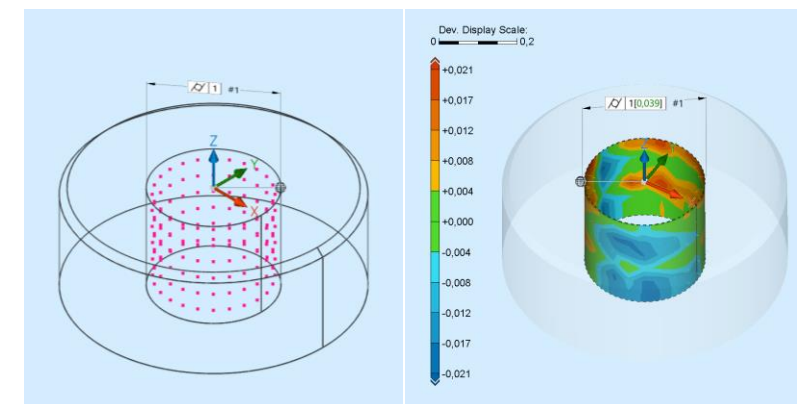 ⌭ 1 #1
Z
Y
X
Dev. Display Scale:
0 0,2
+0,021
+0,017
+0,012
+0,008
+0,004
+0,000
-0,004
-0,008
-0,012
-0,017
-0,021
⌭ 1[0,039] #1